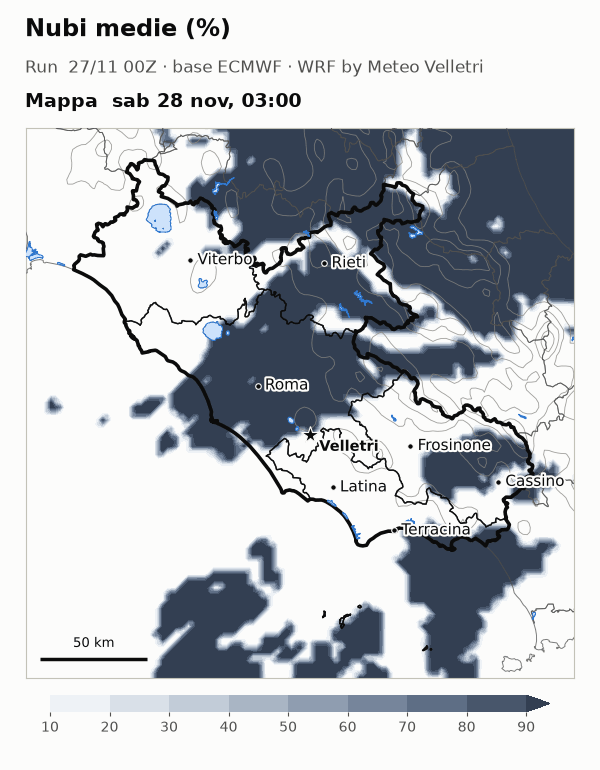 Nubi medie (%)
Run  27/11 00Z · base ECMWF · WRF by Meteo Velletri
Mappa  sab 28 nov, 03:00
Viterbo
Rieti
Roma
Velletri
Frosinone
Cassino
Latina
Terracina
50 km
10 20 30 40 50 60 70 80 90